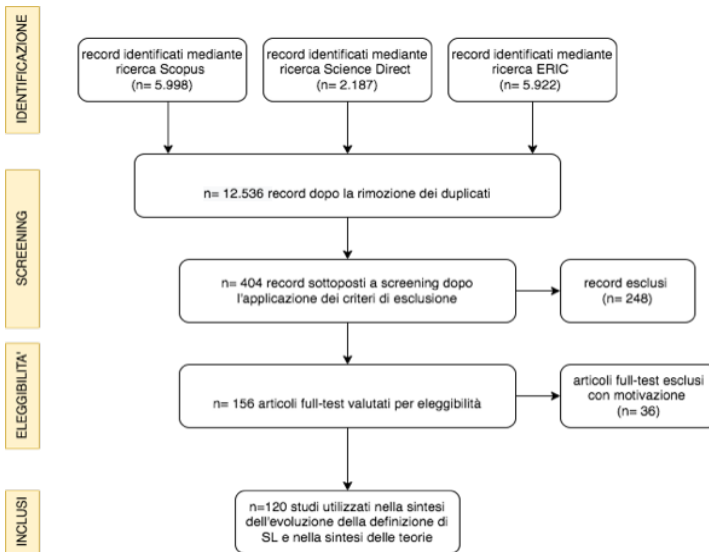 IDENTIFICAZIONE
record identificati mediante
ricerca Scopus
(n= 5.998)
record identificati mediante
ricerca Science Direct
(n= 2.187)
record identificati mediante
ricerca ERIC
(n= 5.922)
SCREENING
n= 12.536 record dopo la rimozione dei duplicati
n= 404 record sottoposti a screening dopo
l'applicazione dei criteri di esclusione
record esclusi
(n= 248)
ELEGGIBILITA'
n= 156 articoli full-test valutati per eleggibilità
articoli full-test esclusi
con motivazione
(n= 36)
INCLUSI
n=120 studi utilizzati nella sintesi
dell'evoluzione della definizione di
SL e nella sintesi delle teorie